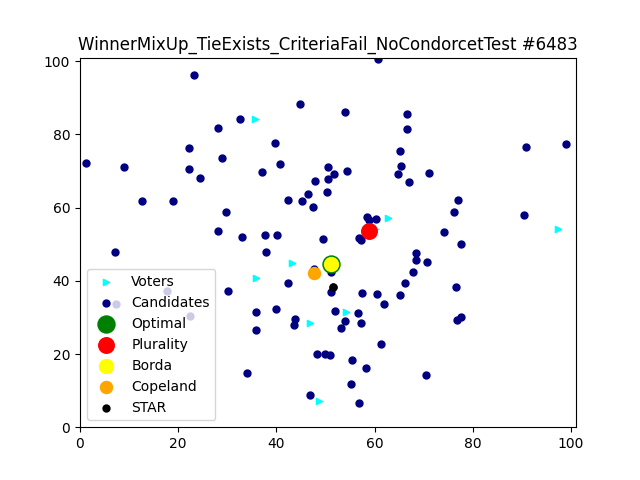 WinnerMixUp_TieExists_CriteriaFail_NoCondorcetTest #6483
100
80
60
40
20
0
Voters
Candidates
Optimal
Plurality
Borda
Copeland
STAR
0 20 40 60 80 100